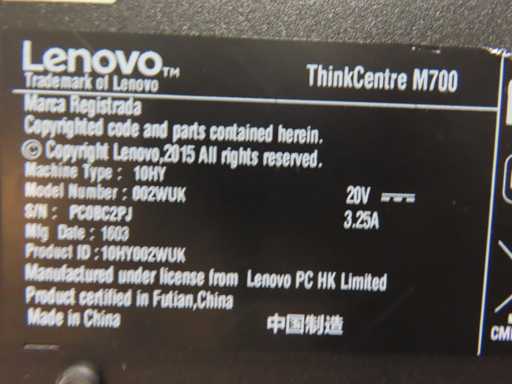 Lenovo™
Trademark of Lenovo
ThinkCentre M700
Marca Registrada
Copyrighted code and parts contained herein.
© Copyright Lenovo,2015 All rights reserved.
Machine Type : 10HY
Model Number : 002WUK
20V
S/N : PC0BC2PJ
3.25A
Mfg Date : 1603
Product ID :10HY002WUK
Manufactured under license from Lenovo PC HK Limited
Product certified in Futian,China
Made in China
中国制造